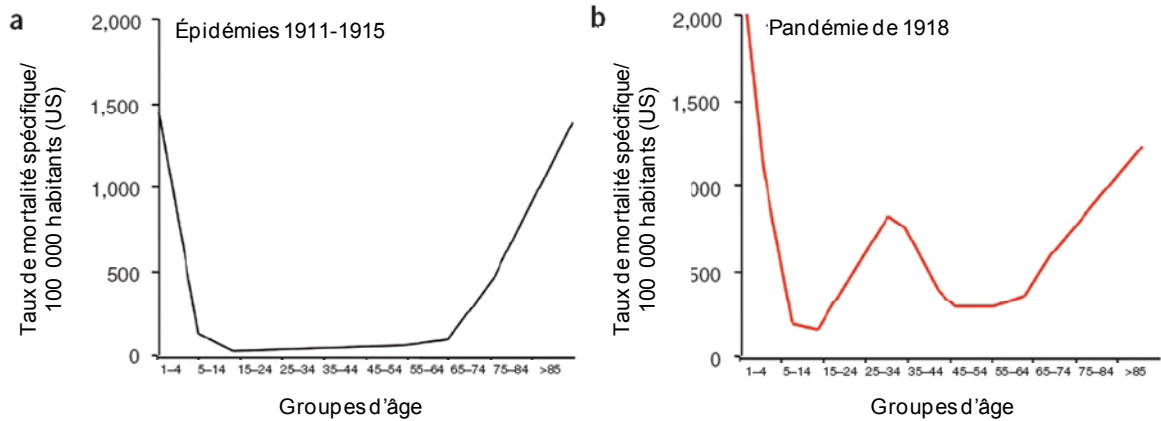 a
Épidémies 1911-1915
2,000
1,500
1,000
500
0
Taux de mortalité spécifique/
100 000 habitants (US)
1–4 5–14 15–24 25–34 35–44 45–54 55–64 65–74 75–84 >85
Groupes d'âge
b
Pandémie de 1918
2,000
1,500
000
500
0
Taux de mortalité spécifique/
100 000 habitants (US)
1–4 5–14 15–24 25–34 35–44 45–54 55–64 65–74 75–84 >85
Groupes d'âge